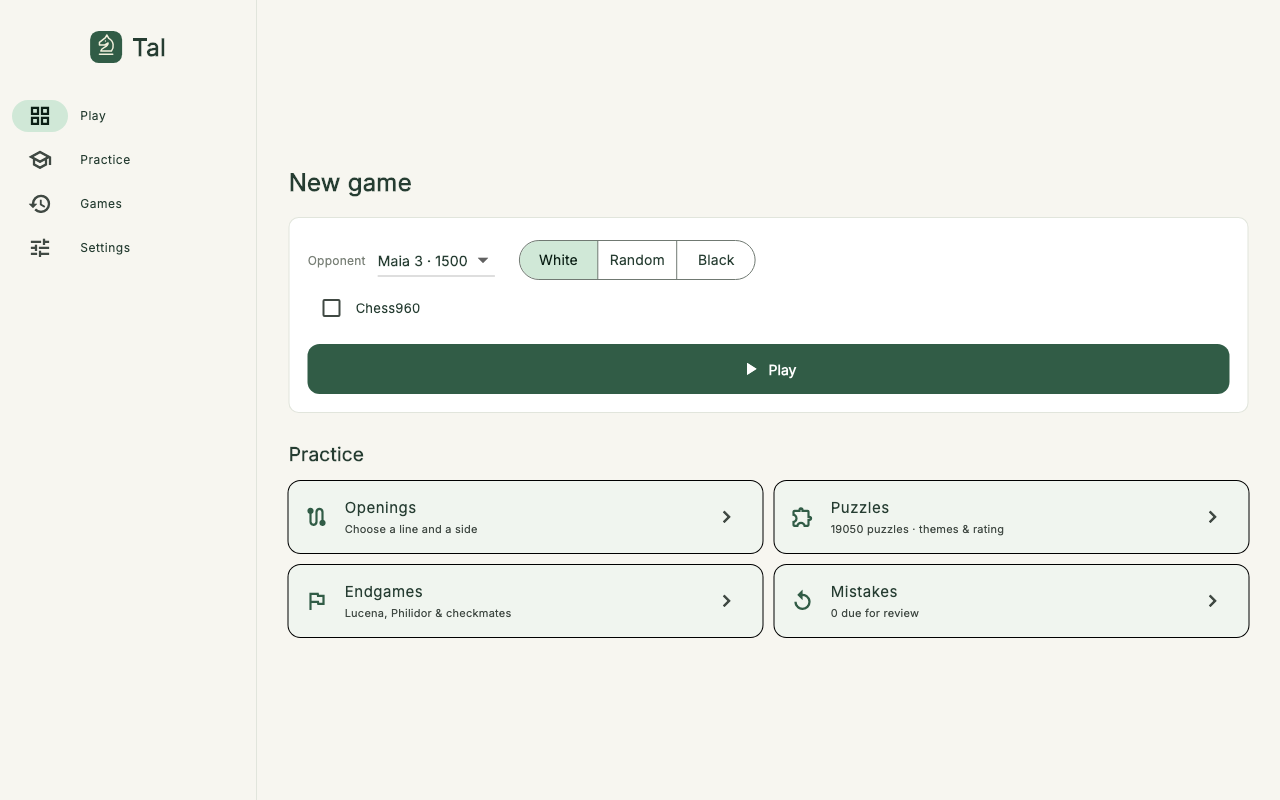 Tal
Play
Practice
Games
Settings
New game
Opponent Maia 3 · 1500 White Random Black
Chess960
Play
Practice
Openings
Choose a line and a side
Puzzles
19050 puzzles · themes & rating
Endgames
Lucena, Philidor & checkmates
Mistakes
0 due for review